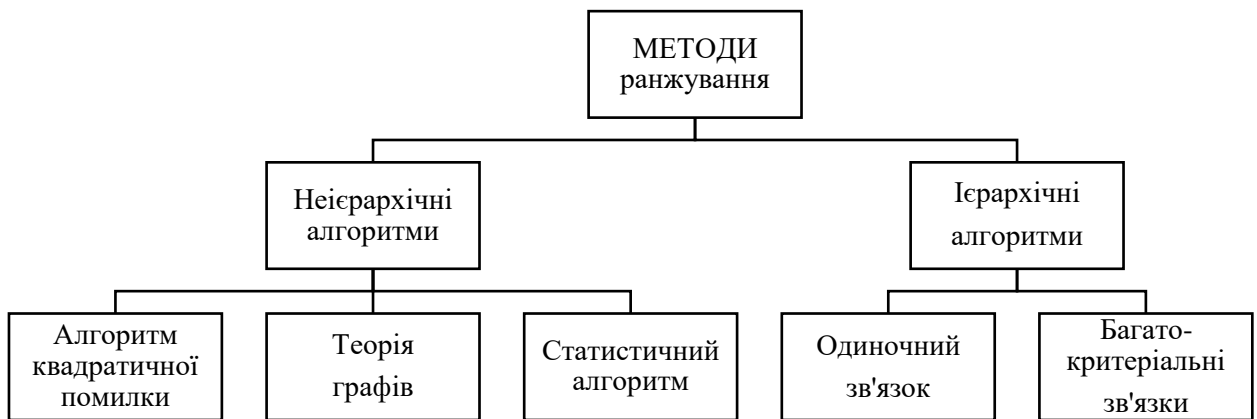 МЕТОДИ
ранжування
Неієрархічні
алгоритми
Ієрархічні
алгоритми
Алгоритм
квадратичної
помилки
Теорія
графів
Статистичний
алгоритм
Одиночний
зв'язок
Багато-
критеріальні
зв'язки